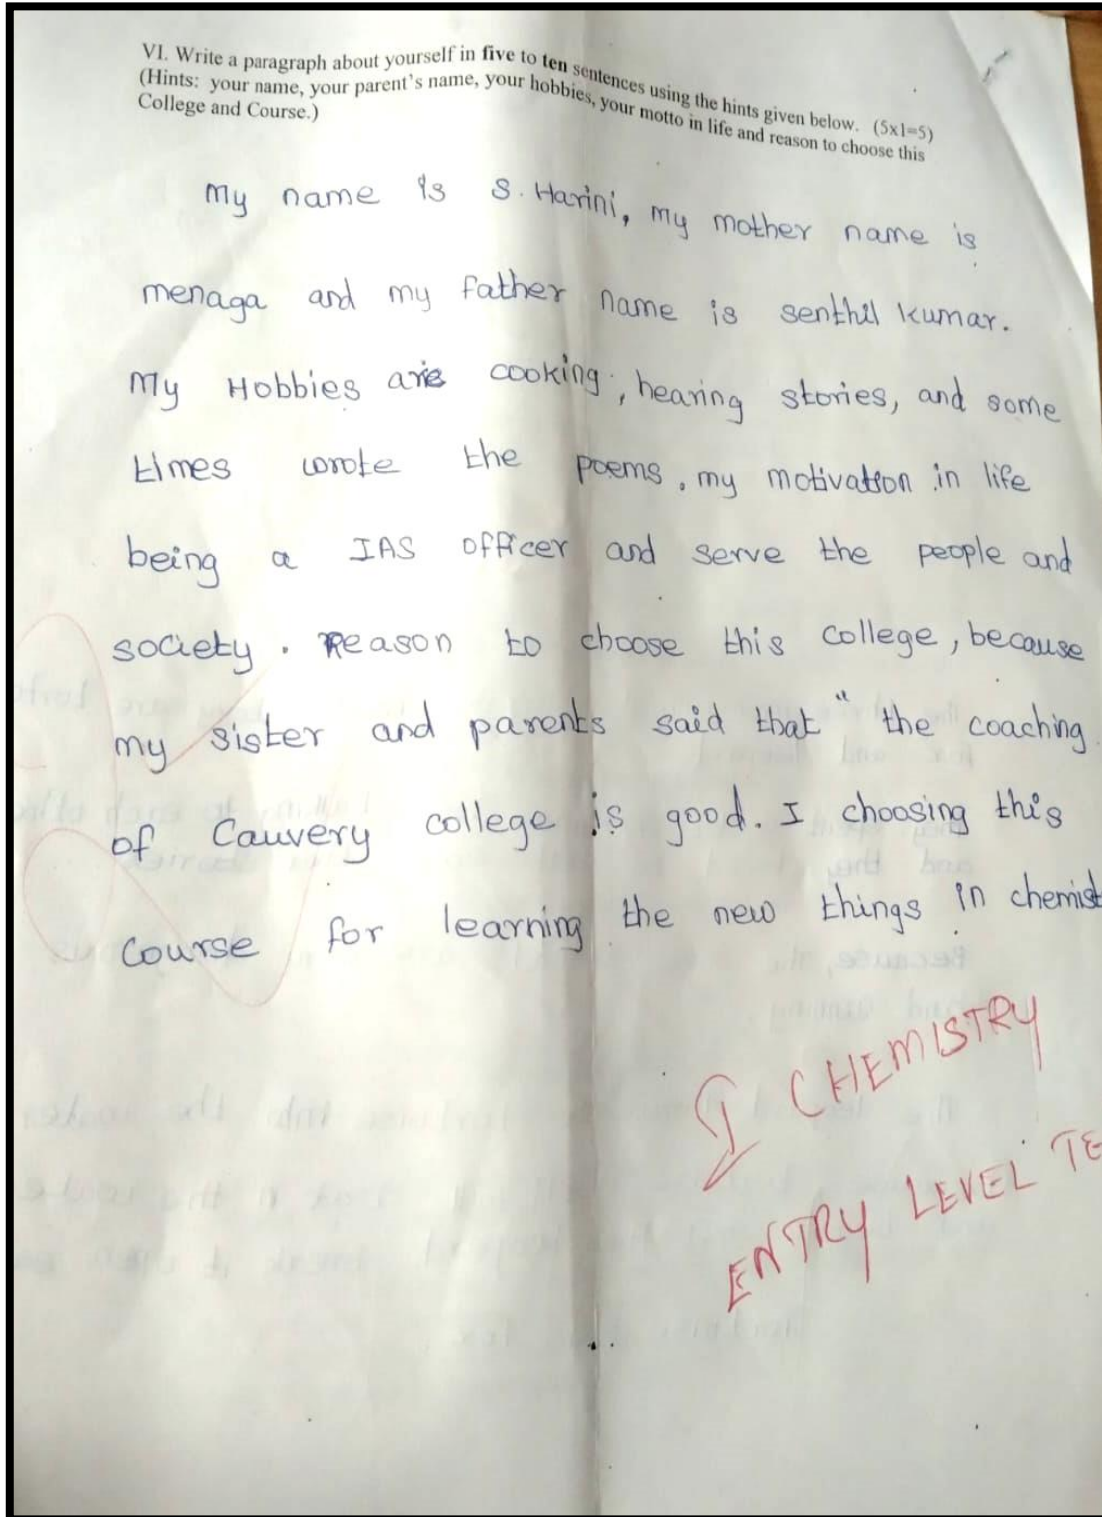 VI. Write a paragraph about yourself in five to ten sentences using the hints given below. (5x1=5)
(Hints: your name, your parent's name, your hobbies, your motto in life and reason to choose this
College and Course.)
My name is S. Harini, my mother name is
menaga and my father name is senthil kumar.
My Hobbies are cooking, hearing stories, and some
times wrote the poems, my motivation in life
being a IAS officer and serve the people and
society. Reason to choose this college, because
my sister and parents said that "the coaching
of Cauvery college is good. I choosing this
course for learning the new things in chemist
I CHEMISTRY
ENTRY LEVEL TE